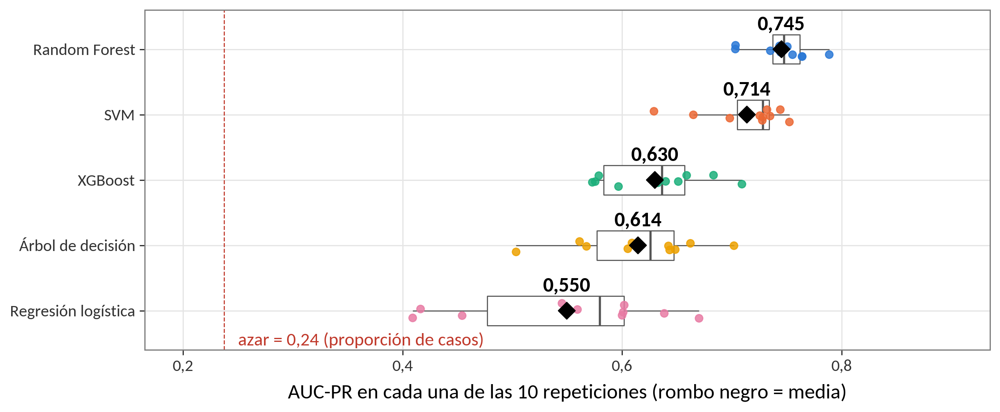 0,745
Random Forest
0,714
SVM
0,630
XGBoost
0,614
Árbol de decisión
0,550
Regresión logística
azar = 0,24 (proporción de casos)
0,2 0,4 0,6 0,8
AUC-PR en cada una de las 10 repeticiones (rombo negro = media)